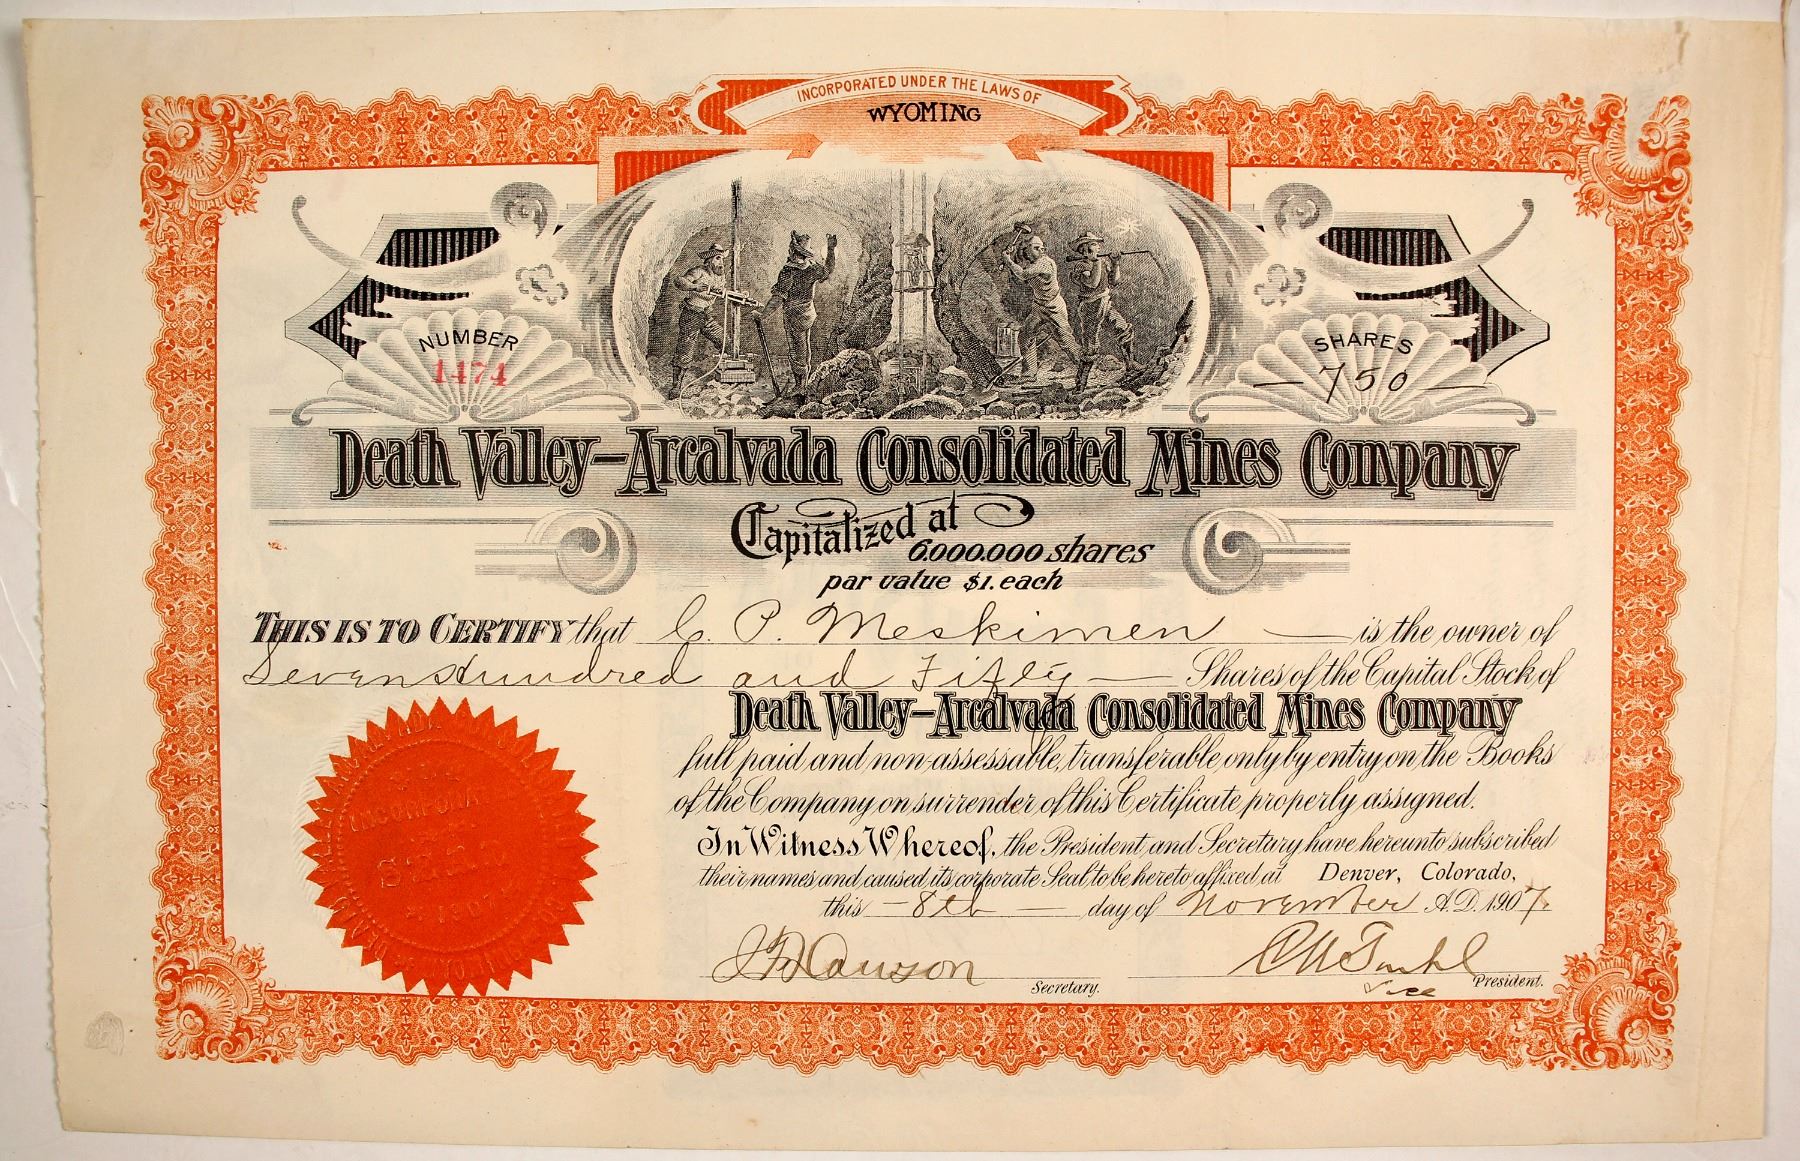 INCORPORATED UNDER THE LAWS OF
WYOMING
NUMBER
1474
SHARES
— 750 —
Death Valley—Arcalvada Consolidated Mines Company
Capitalized at
6,000,000 shares
par value $1. each
THIS IS TO CERTIFY that C. P. Meskimen — is the owner of
Seven Hundred and Fifty — Shares of the Capital Stock of
Death Valley—Arcalvada Consolidated Mines Company
full paid and non-assessable, transferable only by entry on the Books
of the Company on surrender of this Certificate properly assigned.
In Witness Whereof, the President and Secretary have hereunto subscribed
their names and caused its corporate Seal to be hereto affixed at Denver, Colorado,
this — 8th — day of November A.D. 1907.
Secretary.
Vice President.
INCORPORA
SEAL
1907